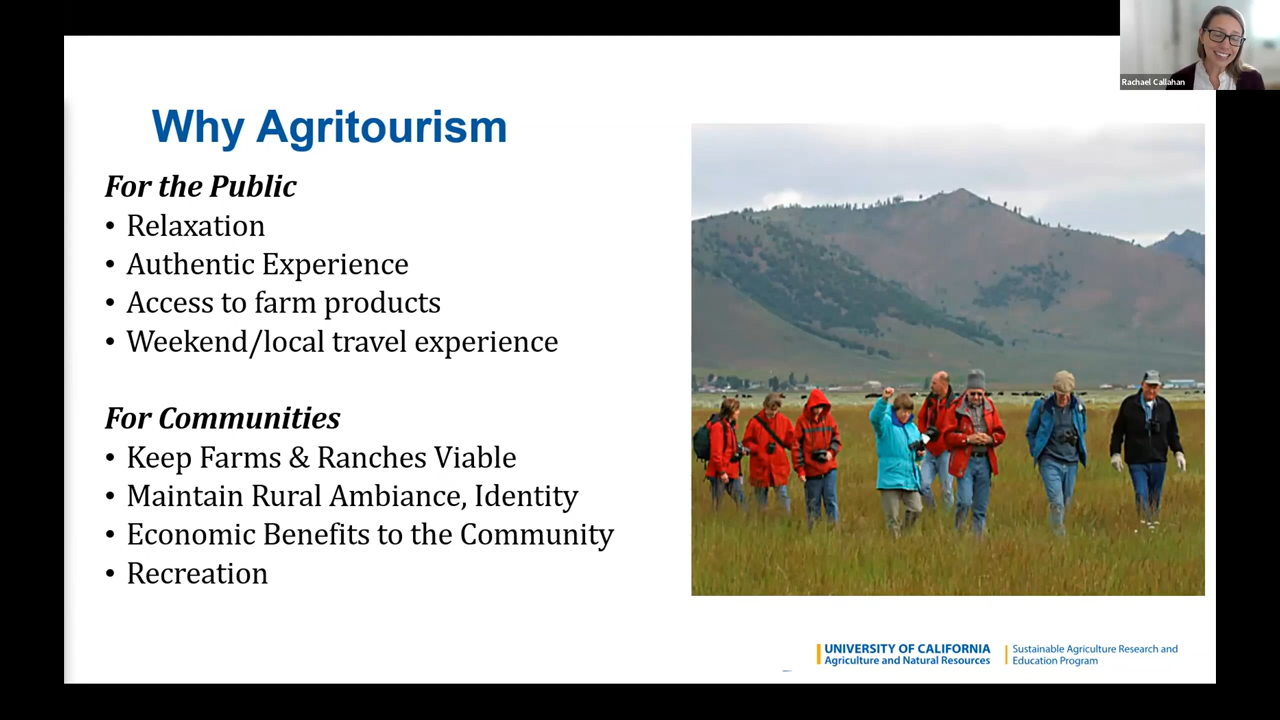 Rachael Callahan
Why Agritourism
For the Public
• Relaxation
• Authentic Experience
• Access to farm products
• Weekend/local travel experience
For Communities
• Keep Farms & Ranches Viable
• Maintain Rural Ambiance, Identity
• Economic Benefits to the Community
• Recreation
UNIVERSITY OF CALIFORNIA
Agriculture and Natural Resources
Sustainable Agriculture Research and
Education Program